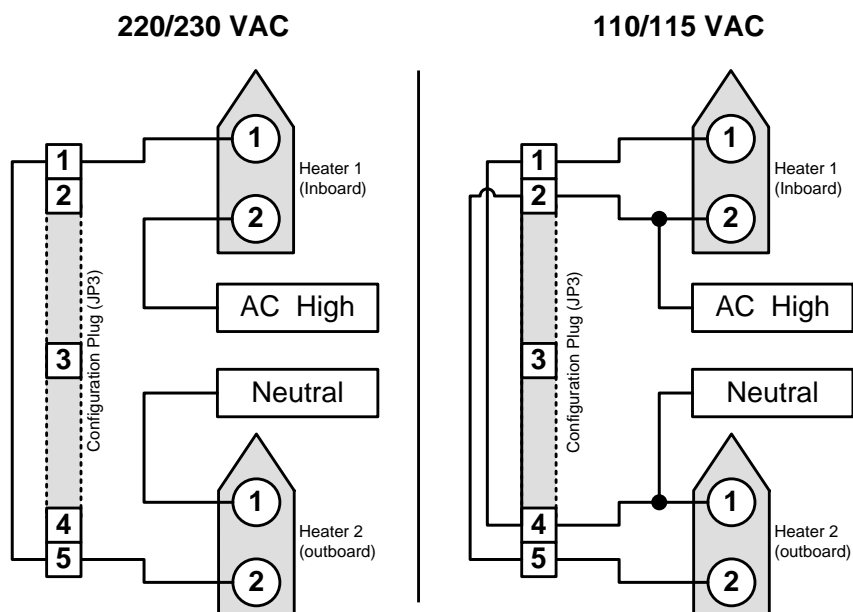 220/230 VAC
1
2
3
4
5
Configuration Plug (JP3)
1
2
Heater 1
(Inboard)
AC High
Neutral
1
2
Heater 2
(outboard)
110/115 VAC
1
2
3
4
5
Configuration Plug (JP3)
1
2
Heater 1
(Inboard)
AC High
Neutral
1
2
Heater 2
(outboard)